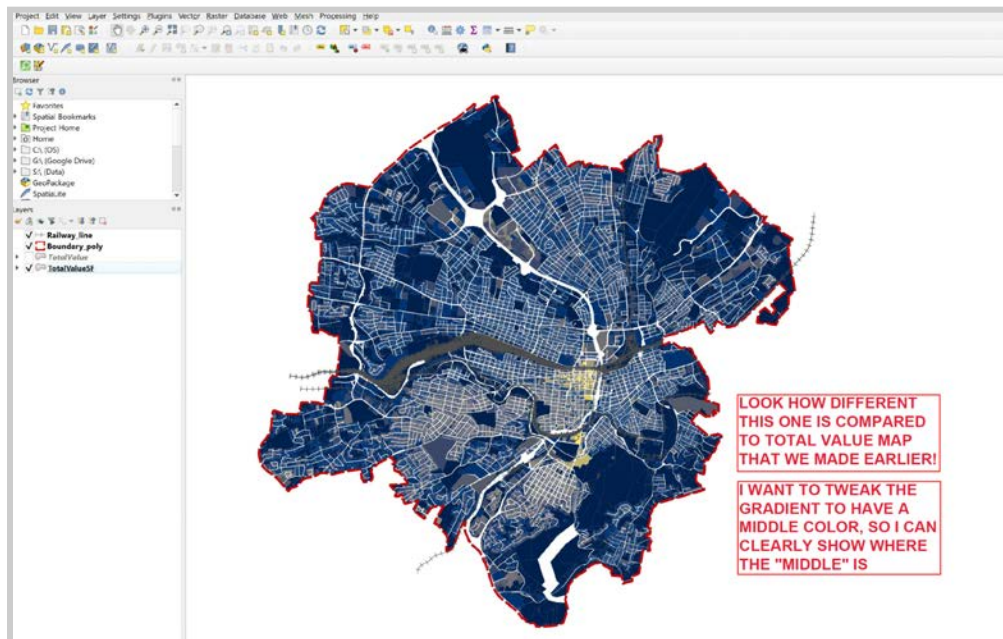 Project Edit View Layer Settings Plugins Vector Raster Database Web Mesh Processing Help
Browser
Favorites
Spatial Bookmarks
Project Home
Home
C:\ (OS)
G:\ (Google Drive)
S:\ (Data)
GeoPackage
SpatiaLite
Layers
Railway_line
Boundary_poly
TotalValue
TotalValueSF
LOOK HOW DIFFERENT
THIS ONE IS COMPARED
TO TOTAL VALUE MAP
THAT WE MADE EARLIER!
I WANT TO TWEAK THE
GRADIENT TO HAVE A
MIDDLE COLOR, SO I CAN
CLEARLY SHOW WHERE
THE "MIDDLE" IS